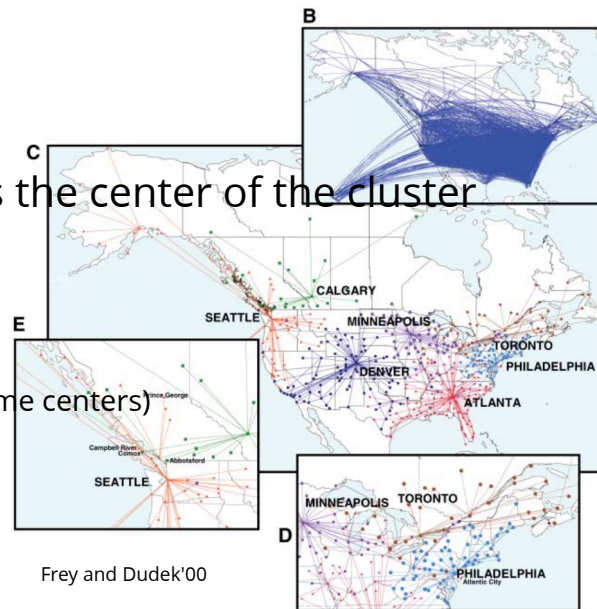 B
C
s the center of the cluster
CALGARY
SEATTLE
MINNEAPOLIS
E
TORONTO
PHILADELPHIA
DENVER
Prince George
me centers)
ATLANTA
Campbell River
Comox
Abbotsford
SEATTLE
MINNEAPOLIS
TORONTO
D
PHILADELPHIA
Atlantic City
Frey and Dudek'00